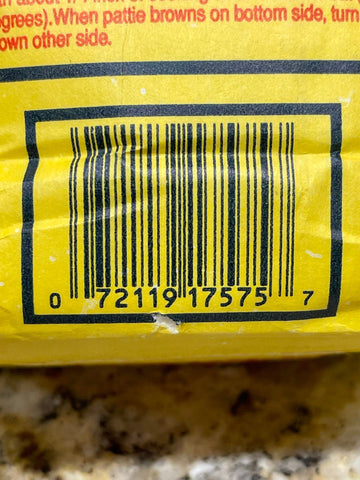 egrees).When pattie browns on bottom side, turn
own other side.
0 72119 17575 7